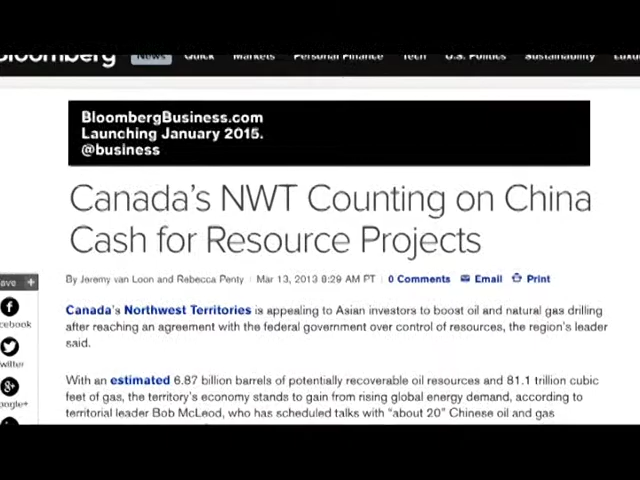 Bloomberg News Quick Markets Personal Finance Tech U.S. Politics Sustainability
BloombergBusiness.com
Launching January 2015.
@business
Canada's NWT Counting on China
Cash for Resource Projects
By Jeremy van Loon and Rebecca Penty | Mar 13, 2013 8:29 AM PT | 0 Comments Email Print
ave +
Canada's Northwest Territories is appealing to Asian investors to boost oil and natural gas drilling
after reaching an agreement with the federal government over control of resources, the region's leader
said.
cebook
witter
oogle+
With an estimated 6.87 billion barrels of potentially recoverable oil resources and 81.1 trillion cubic
feet of gas, the territory's economy stands to gain from rising global energy demand, according to
territorial leader Bob McLeod, who has scheduled talks with "about 20" Chinese oil and gas